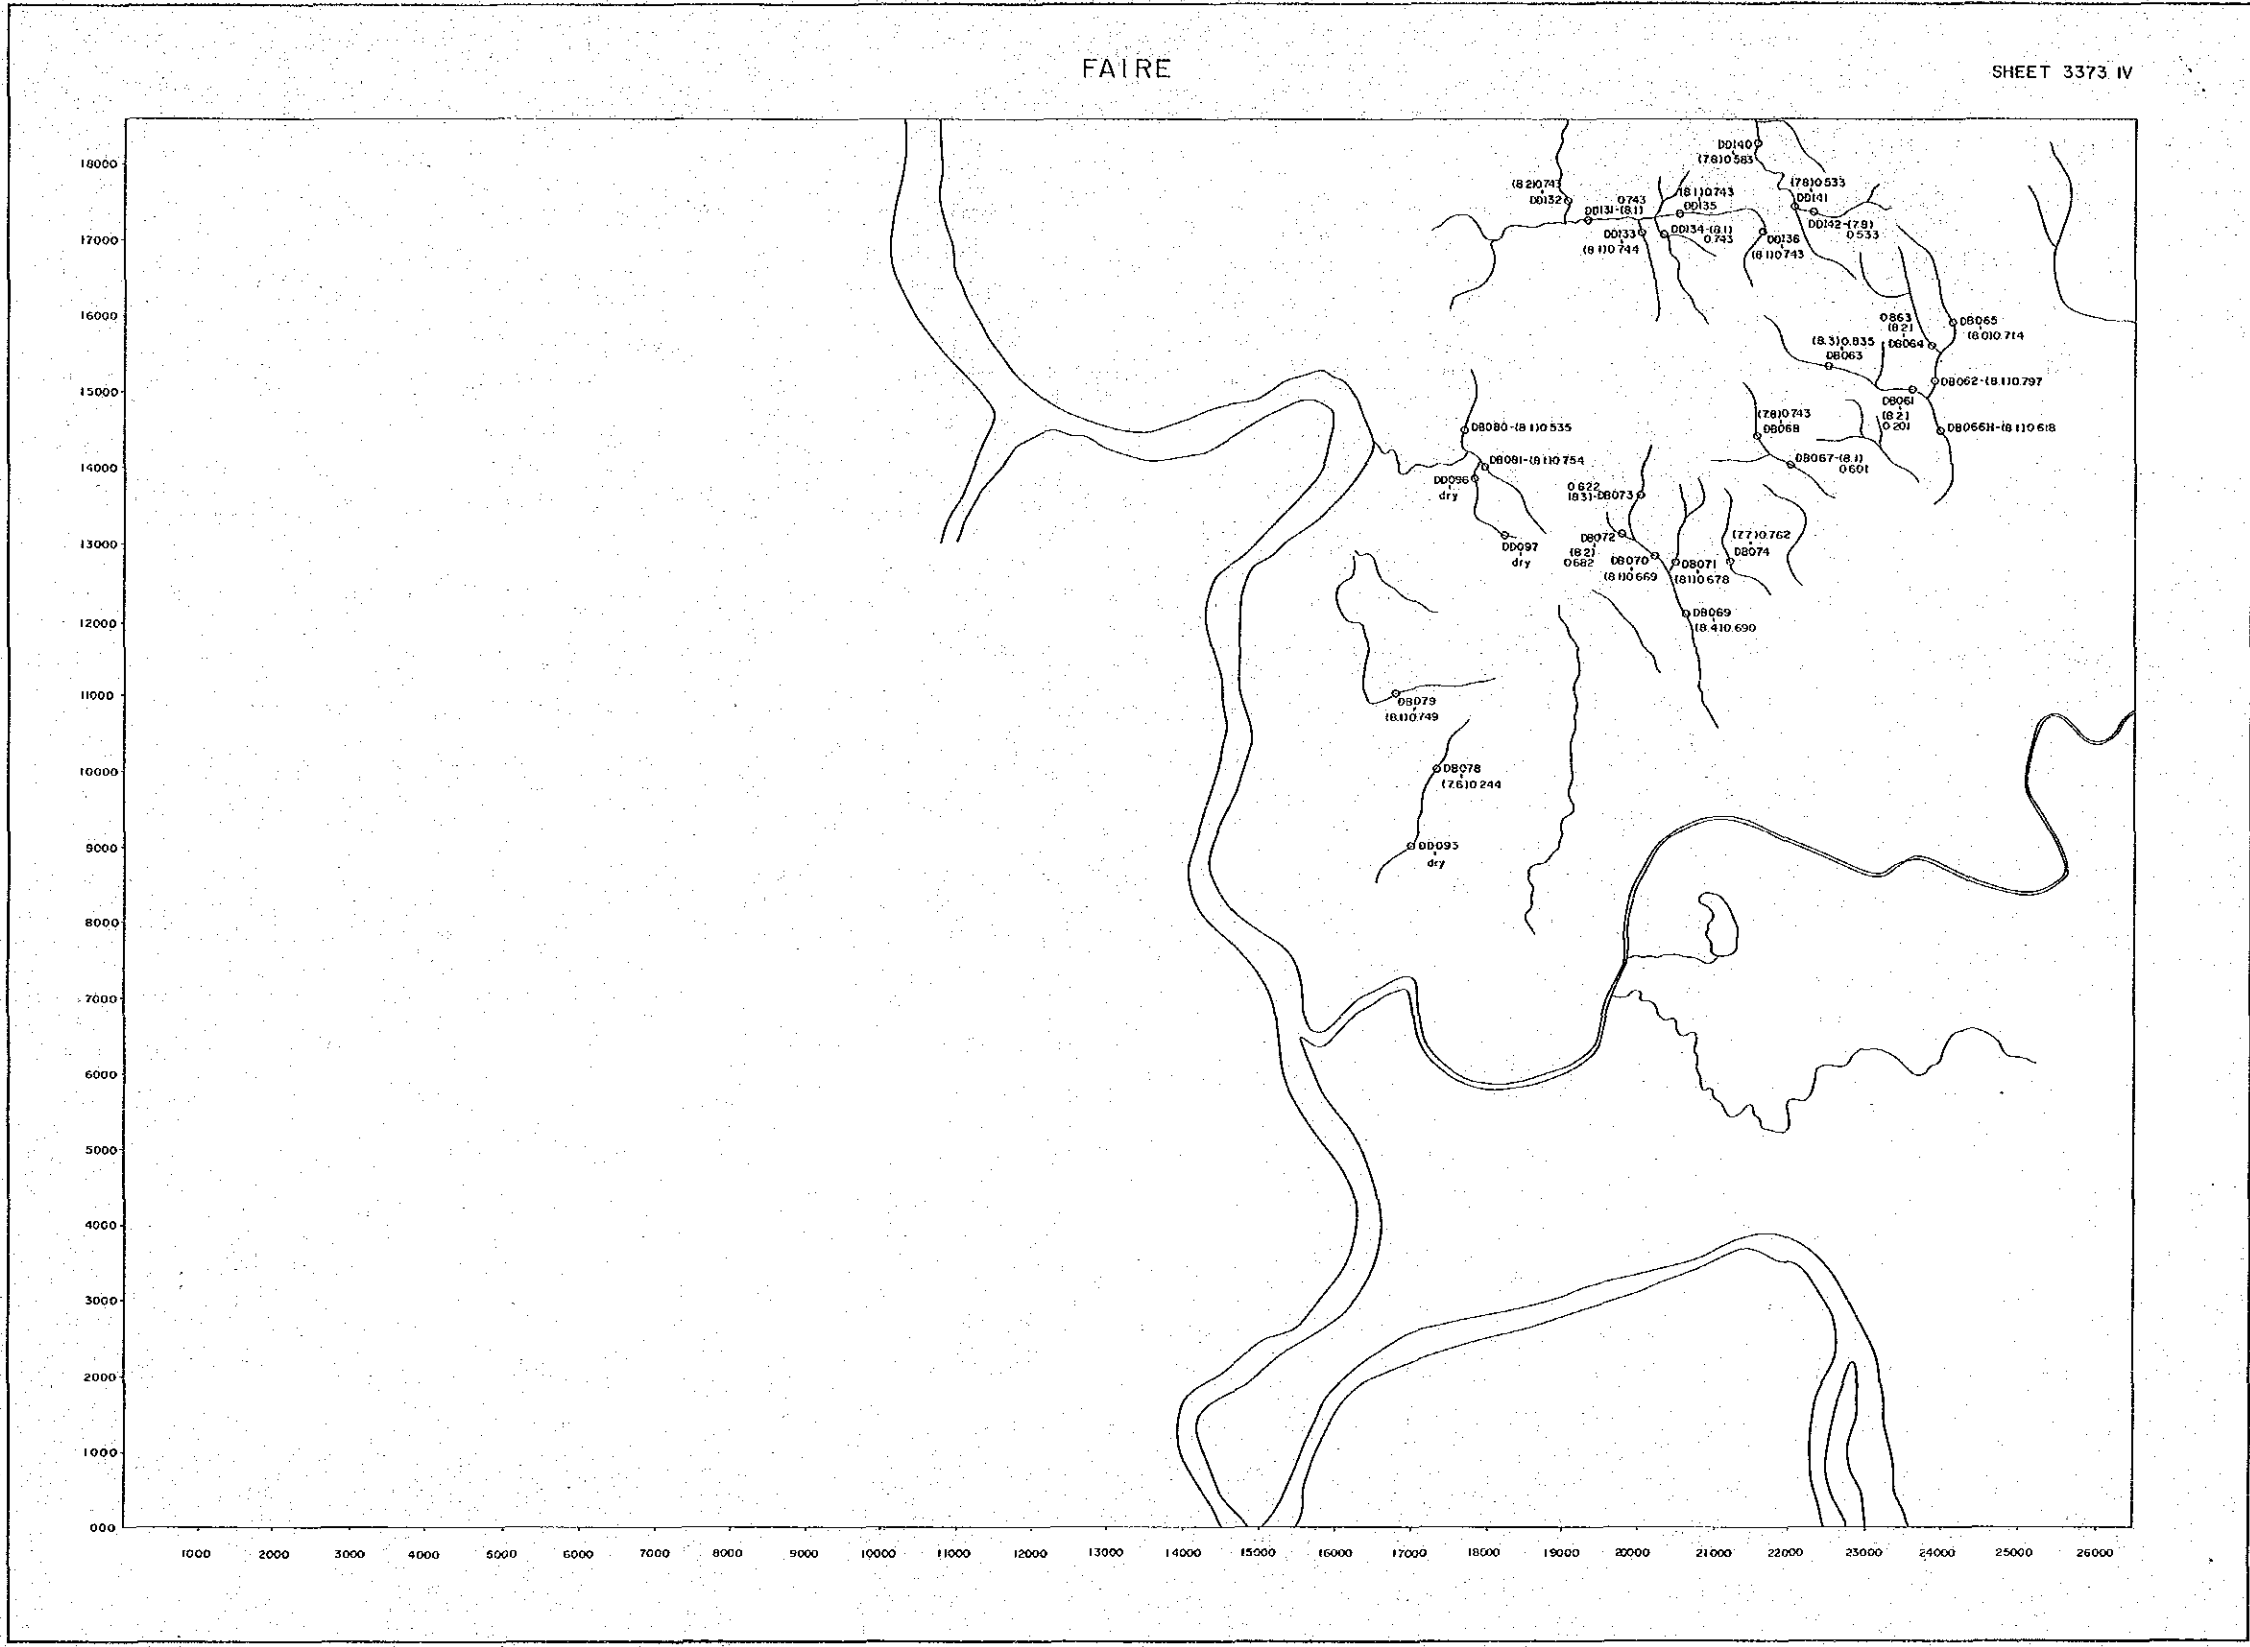 FAIRE
SHEET 3373 IV
18000
17000
16000
15000
14000
13000
12000
11000
10000
9000
8000
7000
6000
5000
4000
3000
2000
1000
000
DD140
(7.8)0.583
(8.2)0.743
DD132
0.743
DD131-(8.1)
(8.1)0.743
DD135
(7.8)0.533
DD141
DD142-(7.9)
0.533
DD133
(8.1)0.744
DD134-(8.1)
0.743
DD136
(8.1)0.743
0.863
(8.2)
DB064
DB065
(8.0)0.714
(8.3)0.835
DB063
DB062-(8.1)0.797
DB061
(8.2)
0.201
(7.8)0.743
DB068
DB066H-(8.1)0.618
DB067-(8.1)
0.601
DB080-(8.1)0.535
DB081-(8.1)0.754
DD096
dry
DD097
dry
0.622
(8.3)-DB073
DB072
(8.2)
0.682
DB070
(8.1)0.669
DB071
(8.1)0.678
(7.7)0.762
DB074
DB069
(8.4)0.690
DB079
(8.1)0.749
DB078
(7.6)0.244
DD093
dry
1000 2000 3000 4000 5000 6000 7000 8000 9000 10000 11000 12000 13000 14000 15000 16000 17000 18000 19000 20000 21000 22000 23000 24000 25000 26000